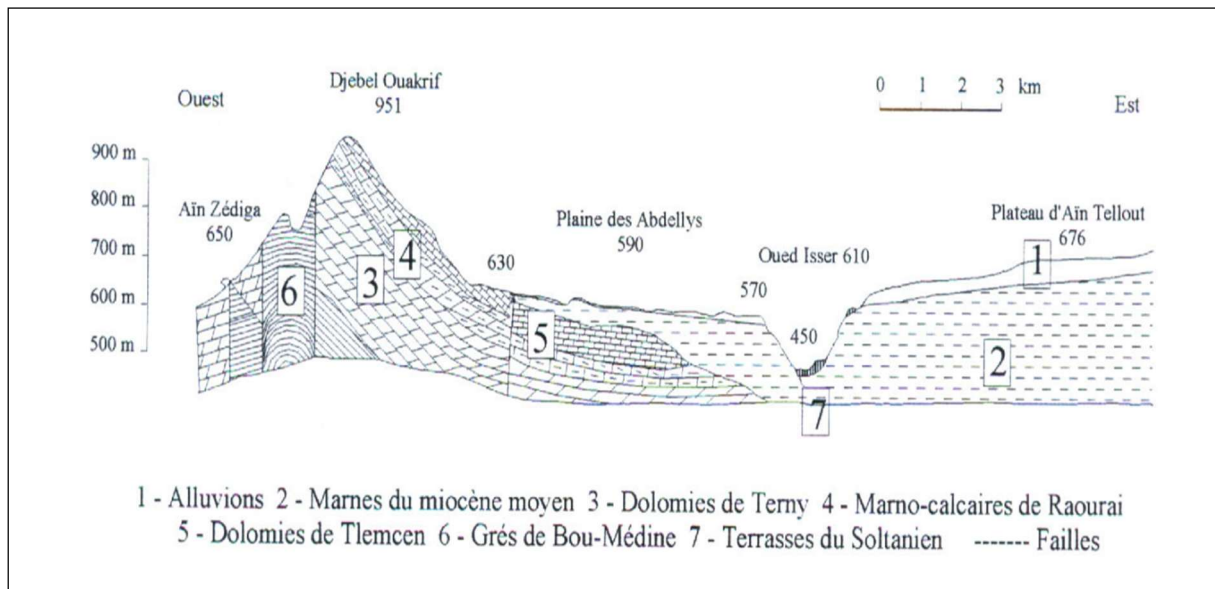 Djebel Ouakrif
951
Ouest
0 1 2 3 km
Est
900 m
800 m
700 m
600 m
500 m
Aïn Zédiga
650
630
Plaine des Abdellys
590
570
Oued Isser 610
450
Plateau d'Aïn Tellout
676
1
2
3
4
5
6
7
1 - Alluvions 2 - Marnes du miocène moyen 3 - Dolomies de Terny 4 - Marno-calcaires de Raourai
5 - Dolomies de Tlemcen 6 - Grés de Bou-Médine 7 - Terrasses du Soltanien ------- Failles